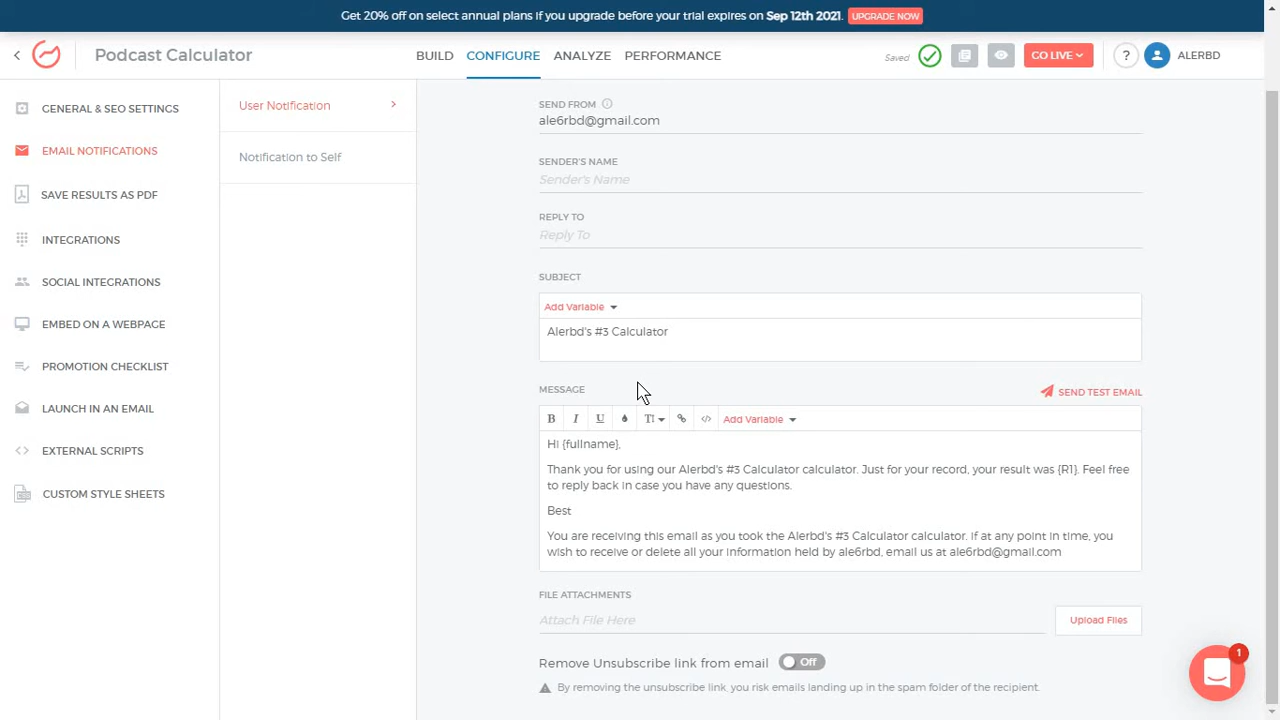 Get 20% off on select annual plans if you upgrade before your trial expires on Sep 12th 2021. UPGRADE NOW
Podcast Calculator
BUILD
CONFIGURE
ANALYZE
PERFORMANCE
Saved
GO LIVE
?
ALERBD
GENERAL & SEO SETTINGS
EMAIL NOTIFICATIONS
SAVE RESULTS AS PDF
INTEGRATIONS
SOCIAL INTEGRATIONS
EMBED ON A WEBPAGE
PROMOTION CHECKLIST
LAUNCH IN AN EMAIL
EXTERNAL SCRIPTS
CUSTOM STYLE SHEETS
User Notification
Notification to Self
SEND FROM
ale6rbd@gmail.com
SENDER'S NAME
Sender's Name
REPLY TO
Reply To
SUBJECT
Add Variable
Alerbd's #3 Calculator
MESSAGE
SEND TEST EMAIL
B I U TI </> Add Variable
Hi {fullname},
Thank you for using our Alerbd's #3 Calculator calculator. Just for your record, your result was {R1}. Feel free
to reply back in case you have any questions.
Best
You are receiving this email as you took the Alerbd's #3 Calculator calculator. If at any point in time, you
wish to receive or delete all your information held by ale6rbd, email us at ale6rbd@gmail.com
FILE ATTACHMENTS
Attach File Here
Upload Files
Remove Unsubscribe link from email Off
By removing the unsubscribe link, you risk emails landing up in the spam folder of the recipient.
1